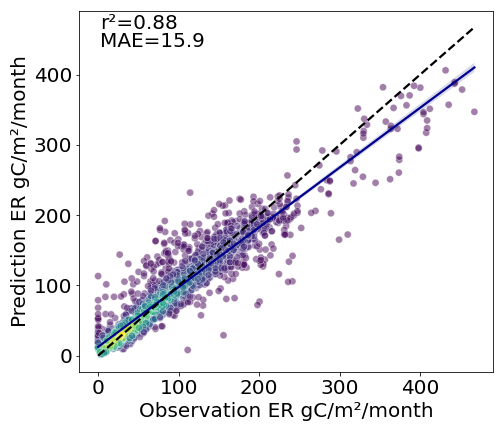 r²=0.88
MAE=15.9
Prediction ER gC/m²/month
400
300
200
100
0
0 100 200 300 400
Observation ER gC/m²/month